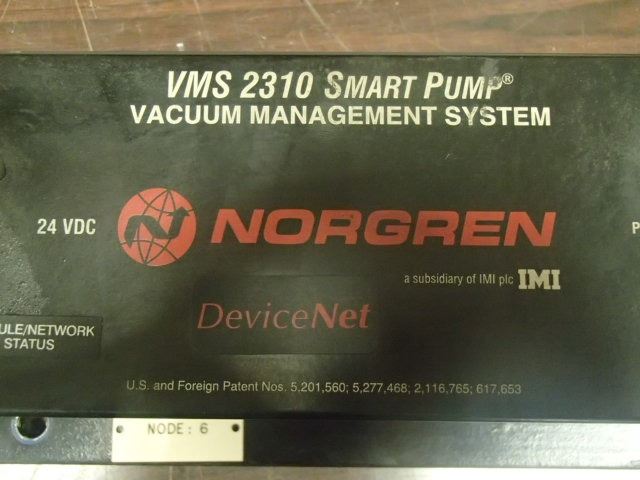 VMS 2310 SMART PUMP®
VACUUM MANAGEMENT SYSTEM
24 VDC
NORGREN
a subsidiary of IMI plc IMI
DeviceNet
ULE/NETWORK
STATUS
U.S. and Foreign Patent Nos. 5,201,560; 5,277,468; 2,116,765; 617,653
NODE: 6